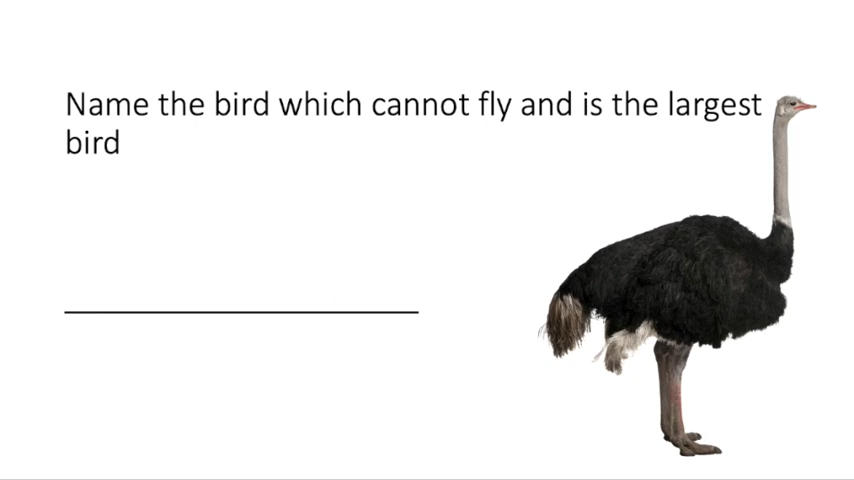 Name the bird which cannot fly and is the largest
bird